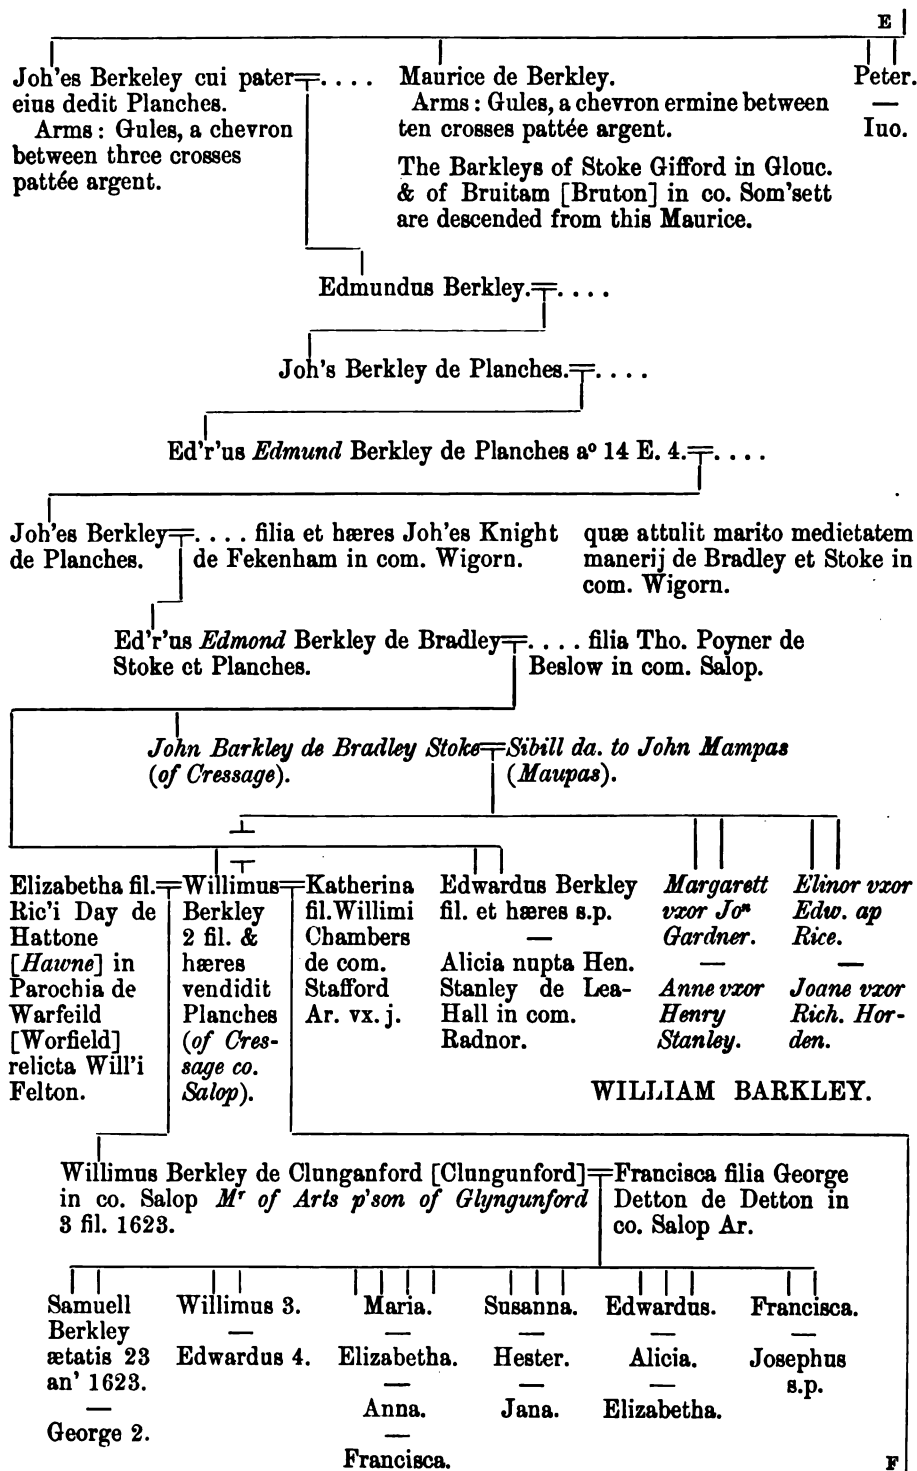 E
Joh'es Berkeley cui pater=. . . .
eius dedit Planches.
Arms: Gules, a chevron
between three crosses
pattée argent.
Maurice de Berkley.
Arms: Gules, a chevron ermine between
ten crosses pattée argent.
The Barkleys of Stoke Gifford in Glouc.
& of Bruitam [Bruton] in co. Som'sett
are descended from this Maurice.
Peter.
—
Iuo.
Edmundus Berkley.=. . . .
Joh's Berkley de Planches.=. . . .
Ed'r'us Edmund Berkley de Planches aº 14 E. 4.=. . . .
Joh'es Berkley=. . . . filia et hæres Joh'es Knight
de Planches. de Fekenham in com. Wigorn.
quæ attulit marito medietatem
manerij de Bradley et Stoke in
com. Wigorn.
Ed'r'us Edmond Berkley de Bradley=. . . . filia Tho. Poyner de
Stoke et Planches. Beslow in com. Salop.
John Barkley de Bradley Stoke=Sibill da. to John Mampas
(of Cressage). (Maupas).
Elizabetha fil.=
Ric'i Day de
Hattone
[Hawne] in
Parochia de
Warfeild
[Worfield]
relicta Will'i
Felton.
Willimus=
Berkley
2 fil. &
hæres
vendidit
Planches
(of Cres-
sage co.
Salop).
Katherina
fil. Willimi
Chambers
de com.
Stafford
Ar. vx. j.
Edwardus Berkley
fil. et hæres s.p.
—
Alicia nupta Hen.
Stanley de Lea-
Hall in com.
Radnor.
Margarett
vxor Joⁿ
Gardner.
—
Anne vxor
Henry
Stanley.
Elinor vxor
Edw. ap
Rice.
—
Joane vxor
Rich. Hor-
den.
WILLIAM BARKLEY.
Willimus Berkley de Clunganford [Clungunford]=
in co. Salop Mʳ of Arts p'son of Glyngunford
3 fil. 1623.
Francisca filia George
Detton de Detton in
co. Salop Ar.
Samuell
Berkley
ætatis 23
an' 1623.
—
George 2.
Willimus 3.
—
Edwardus 4.
Maria.
—
Elizabetha.
—
Anna.
—
Francisca.
Susanna.
—
Hester.
—
Jana.
Edwardus.
—
Alicia.
—
Elizabetha.
Francisca.
—
Josephus
s.p.
F